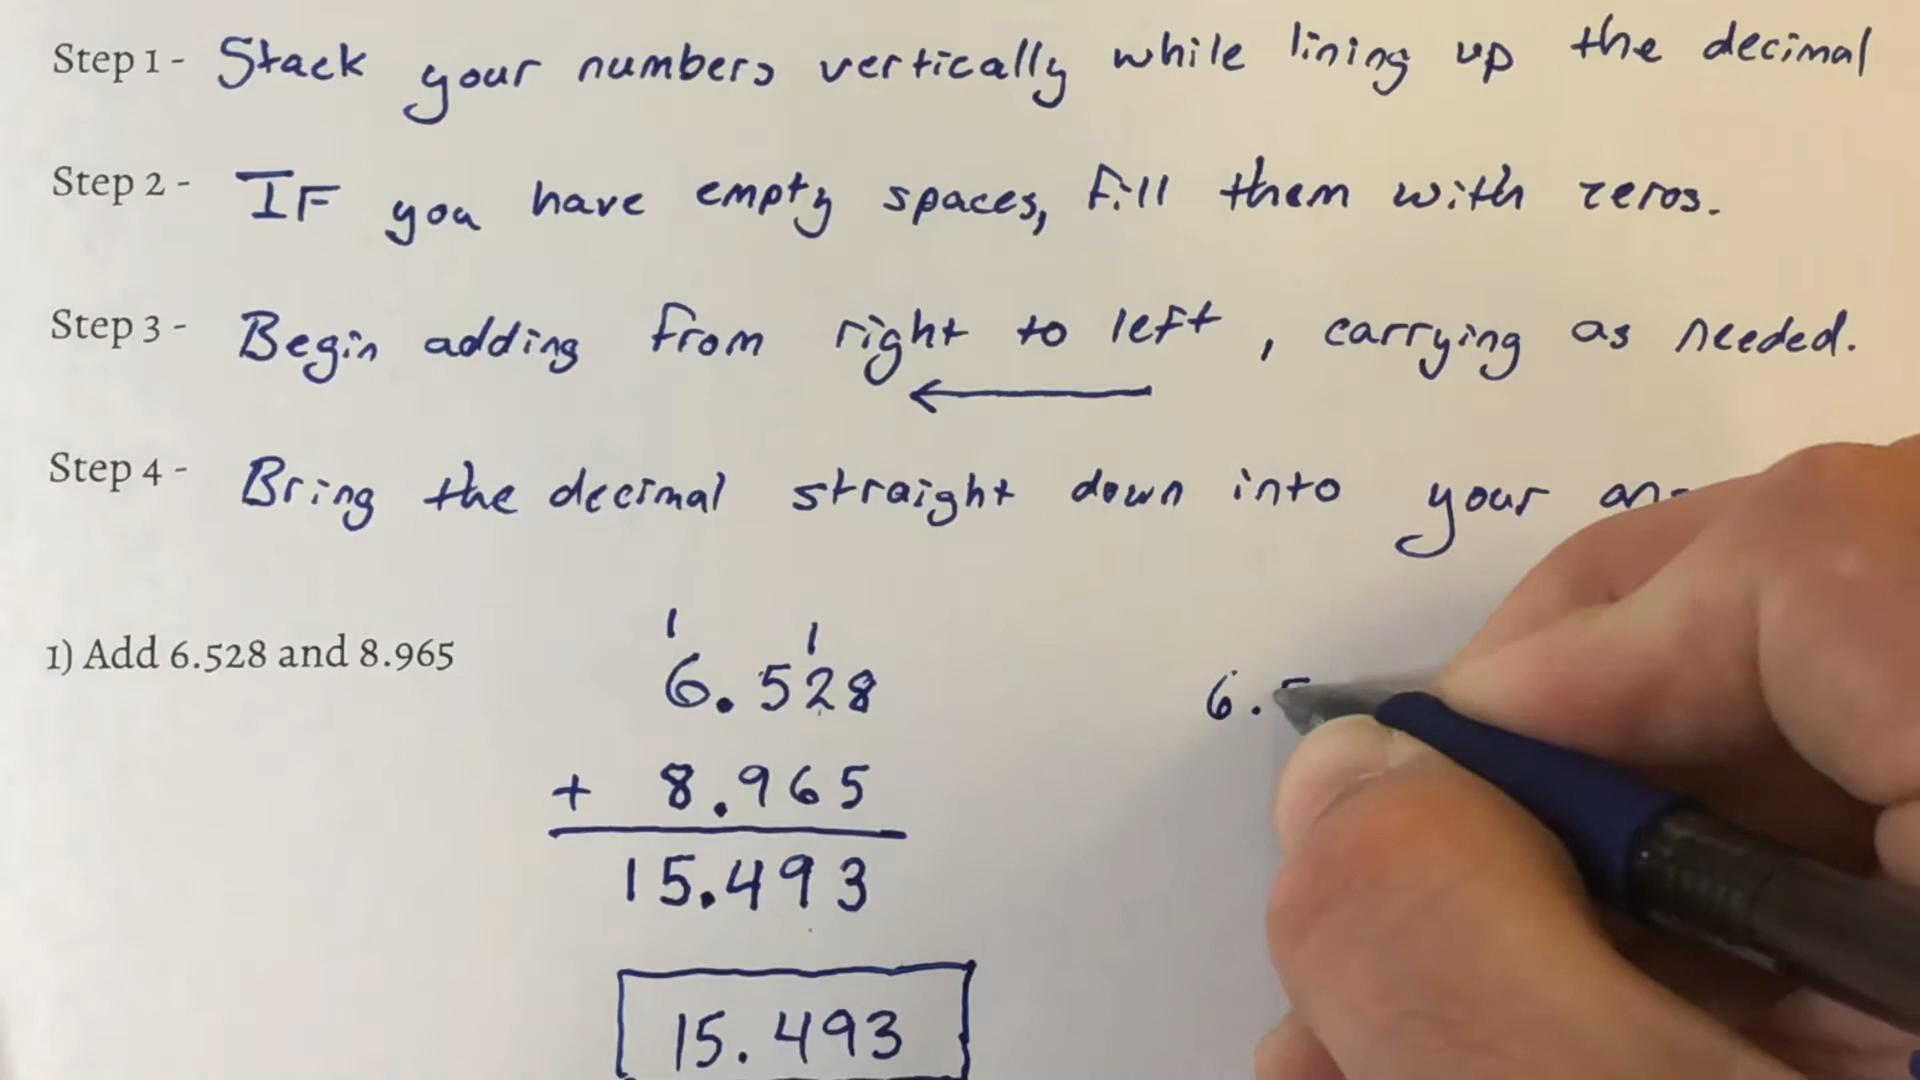 Step 1 - Stack your numbers vertically while lining up the decimal
Step 2 - IF you have empty spaces, fill them with zeros.
Step 3 - Begin adding from right to left, carrying as needed.
Step 4 - Bring the decimal straight down into your
1) Add 6.528 and 8.965
1 1
6.528
+ 8.965
15.493
15.493
6.